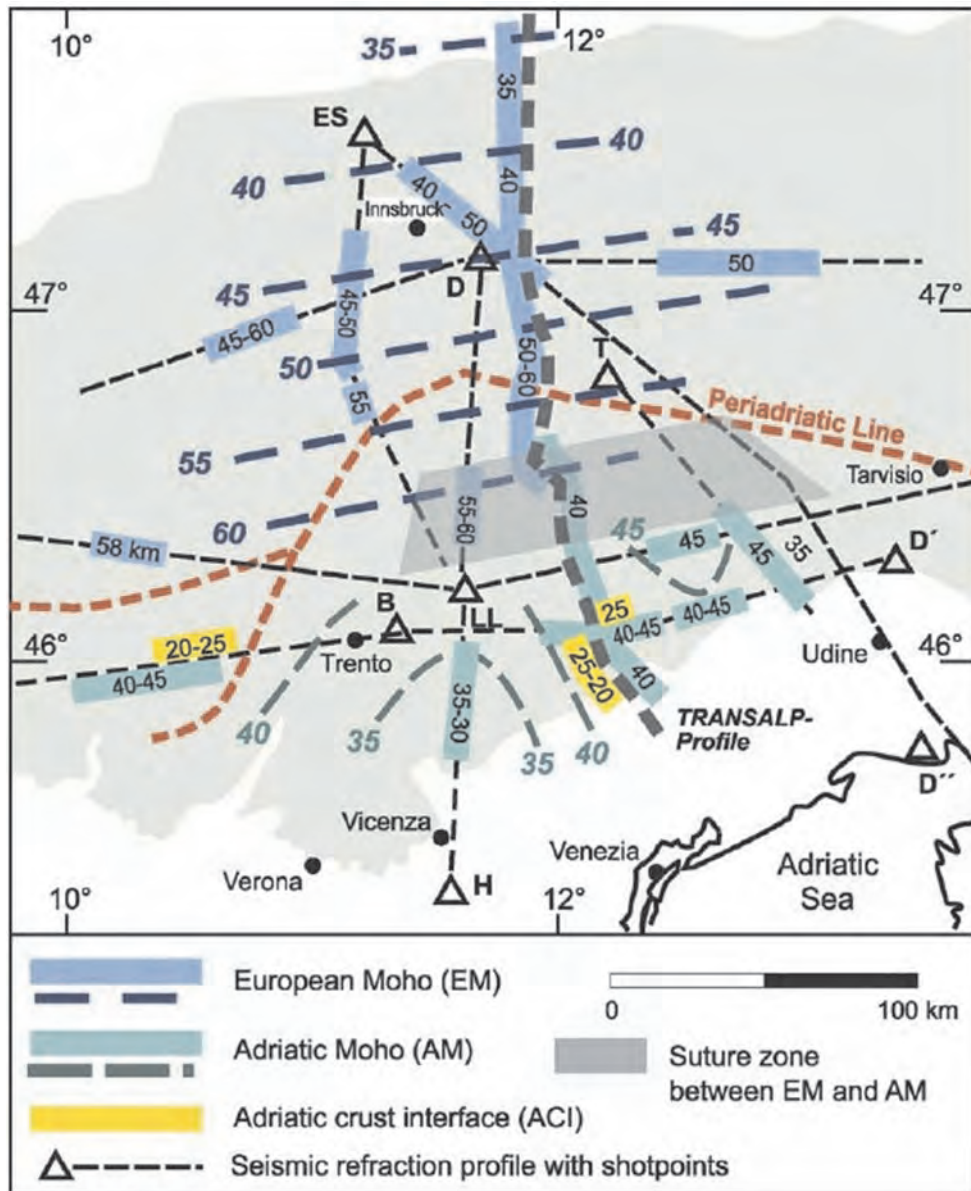 10°
12°
35
35
ES
40
40
40
40
Innsbruck
50
45
D
50
47°
47°
45
45-60
45-50
50
50-60
T
55
Periadriatic Line
55
Tarvisio
60
55-60
40
58 km
45
45
45
35
D´
B
LL
25
46°
46°
20-25
Trento
40-45
40-45
Udine
40-45
25-20
40
35-30
TRANSALP-
Profile
40
35
35
40
D´´
Vicenza
Venezia
Adriatic
Sea
Verona
H
10°
12°
European Moho (EM)
0
100 km
Adriatic Moho (AM)
Suture zone
between EM and AM
Adriatic crust interface (ACI)
Seismic refraction profile with shotpoints